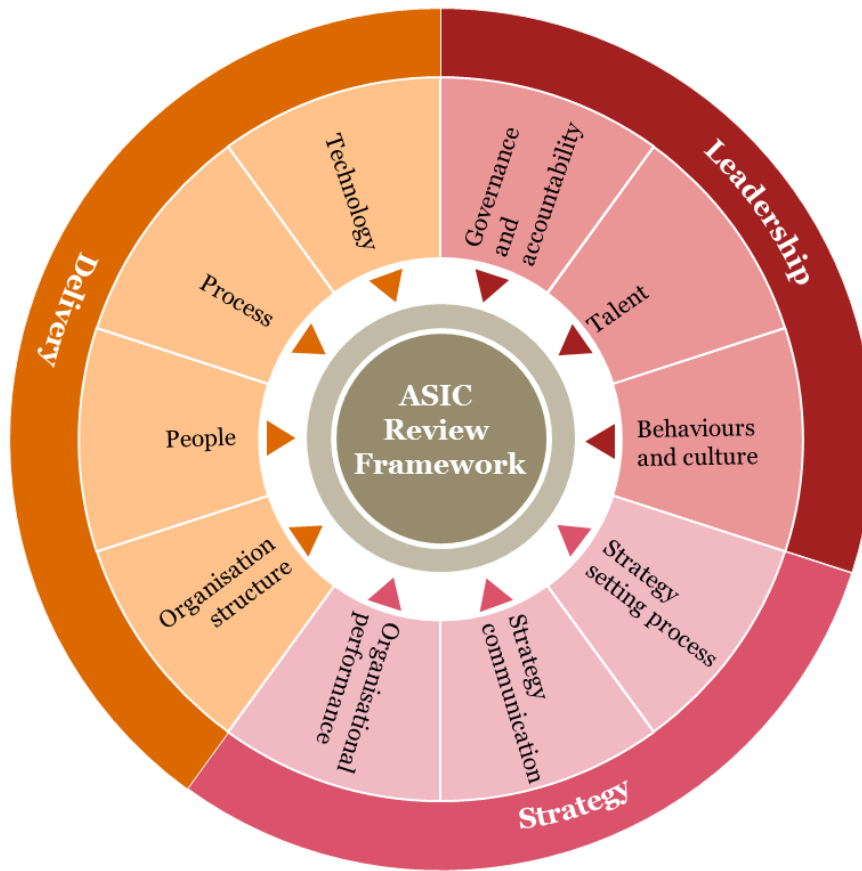 ASIC
Review
Framework
Leadership
Governance
and
accountability
Talent
Behaviours
and culture
Strategy
Strategy
setting process
Strategy
communication
Organisational
performance
Delivery
Organisation
structure
People
Process
Technology